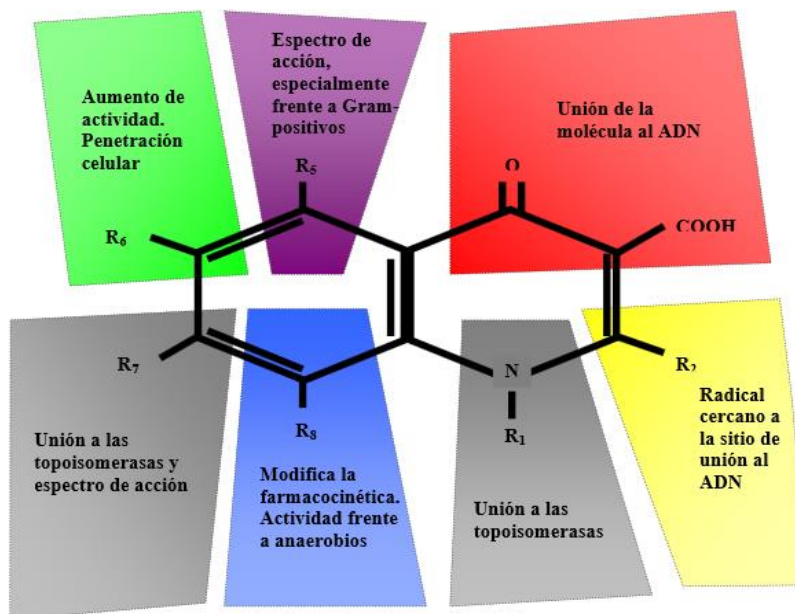 Aumento de
actividad.
Penetración
celular
Espectro de
acción,
especialmente
frente a Gram-
positivos
Unión de la
molécula al ADN
R5
O
R6
COOH
R7
N
R2
R8
R1
Unión a las
topoisomerasas y
espectro de acción
Modifica la
farmacocinética.
Actividad frente
a anaerobios
Unión a las
topoisomerasas
Radical
cercano a
la sitio de
unión al
ADN